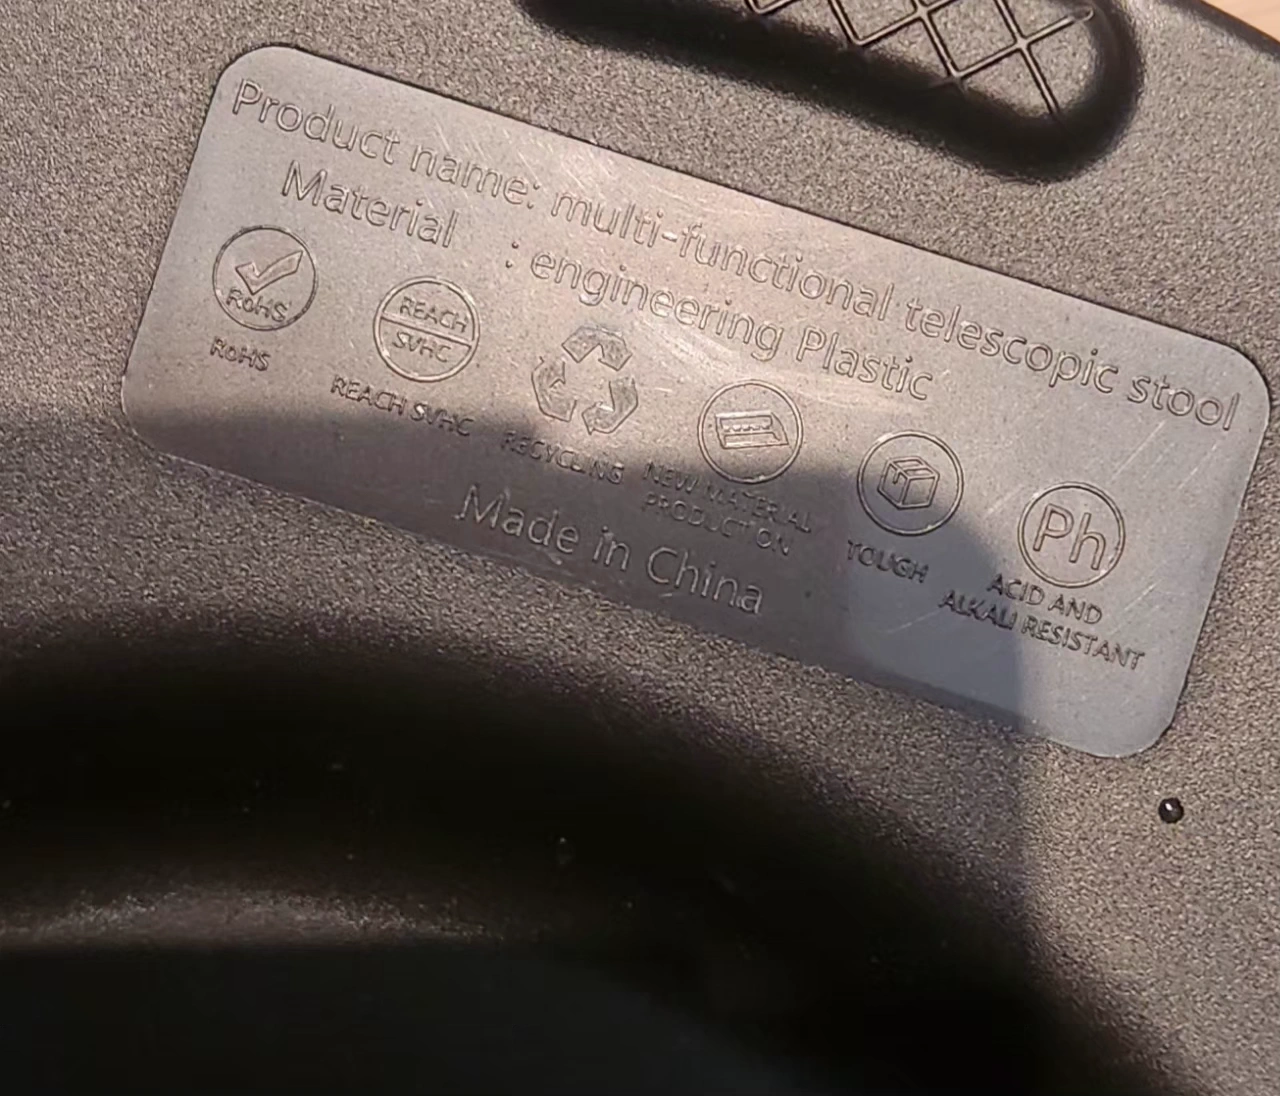 Product name: multi-functional telescopic stool
Material : engineering Plastic
RoHS
RoHS
REACH
SVHC
REACH SVHC
RECYCLING
NEW MATERIAL
PRODUCTION
TOUGH
Ph
ACID AND
ALKALI RESISTANT
Made in China